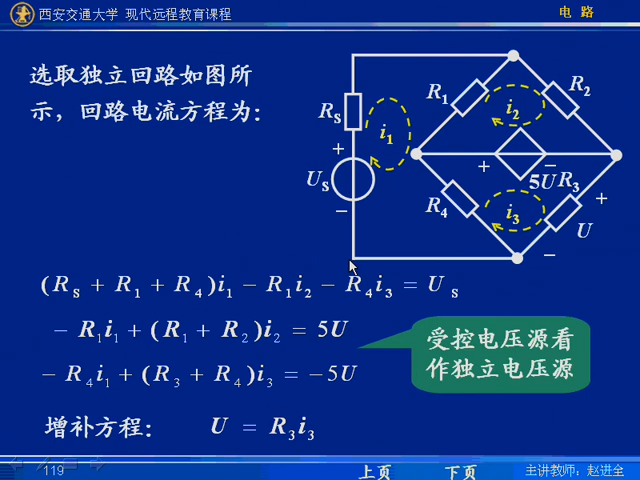 西安交通大学 现代远程教育课程
电 路
选取独立回路如图所
示，回路电流方程为：
R1
R2
RS
i1
i2
+
US
−
+
−
5U
R3
+
R4
i3
U
−
(RS + R1 + R4)i1 − R1i2 − R4i3 = US
− R1i1 + (R1 + R2)i2 = 5U
− R4i1 + (R3 + R4)i3 = −5U
受控电压源看
作独立电压源
增补方程： U = R3i3
119
上页
下页
主讲教师：赵进全